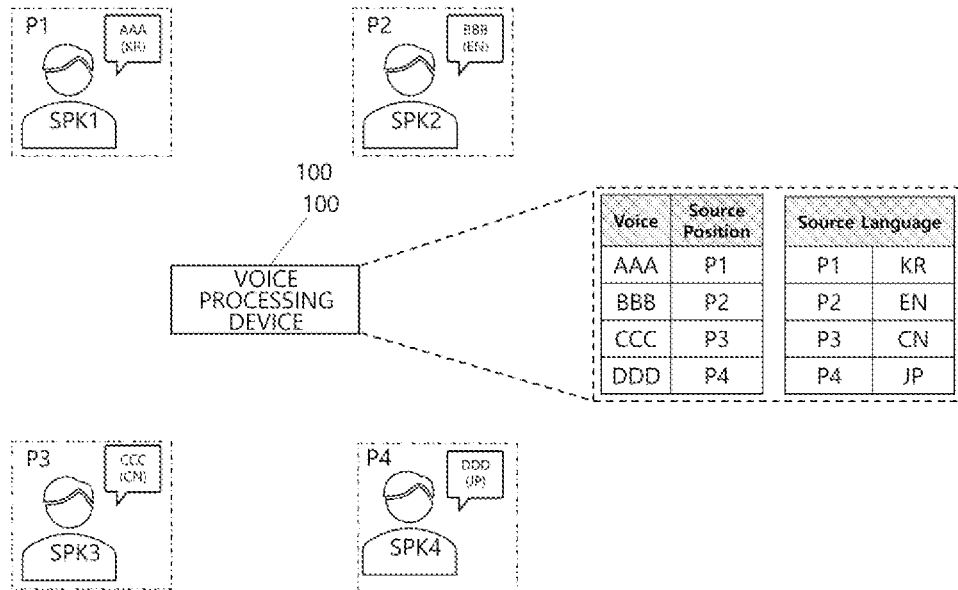 P1
AAA
(KR)
SPK1
P2
BBB
(EN)
SPK2
100
100
VOICE
PROCESSING
DEVICE
Voice Source Position Source Language
AAA P1 P1 KR
BBB P2 P2 EN
CCC P3 P3 CN
DDD P4 P4 JP
P3
CCC
(CN)
SPK3
P4
DDD
(JP)
SPK4